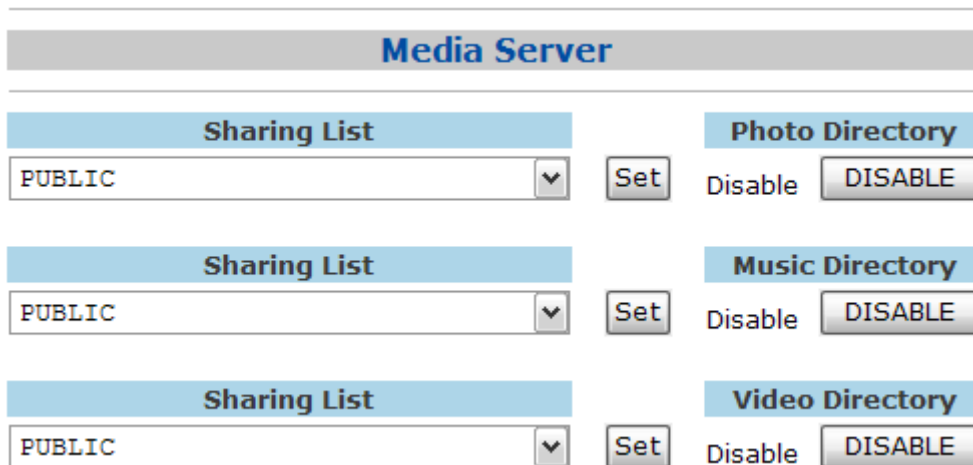 Media Server
Sharing List Photo Directory
PUBLIC Set Disable DISABLE
Sharing List Music Directory
PUBLIC Set Disable DISABLE
Sharing List Video Directory
PUBLIC Set Disable DISABLE